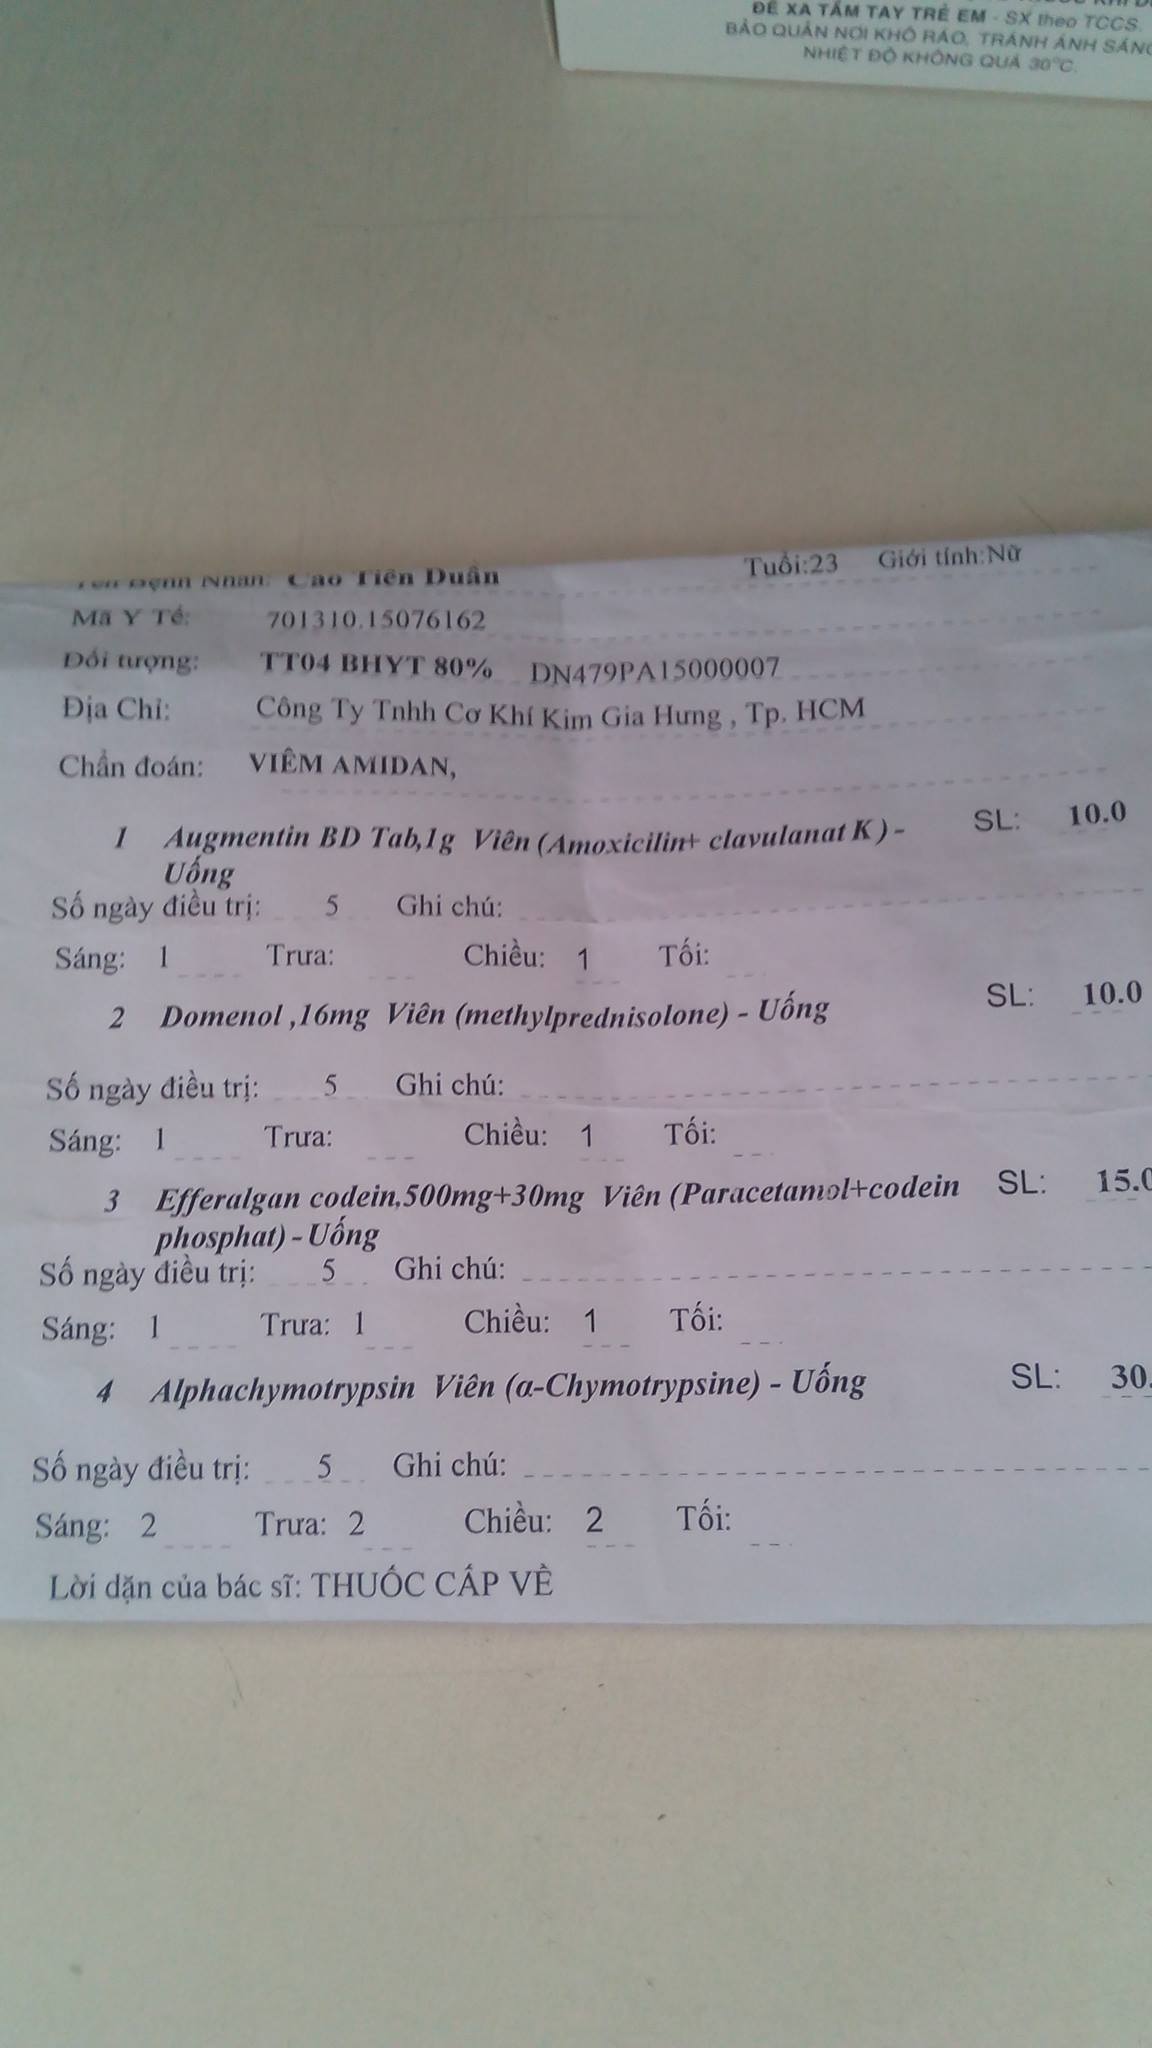 ĐỂ XA TẦM TAY TRẺ EM - SX theo TCCS.
BẢO QUẢN NƠI KHÔ RÁO, TRÁNH ÁNH SÁNG
NHIỆT ĐỘ KHÔNG QUÁ 30°C.
Tên Bệnh Nhân: Cao Tiến Duẩn Tuổi:23 Giới tính:Nữ
Mã Y Tế: 701310.15076162
Đối tượng: TT04 BHYT 80% DN479PA15000007
Địa Chỉ: Công Ty Tnhh Cơ Khí Kim Gia Hưng , Tp. HCM
Chẩn đoán: VIÊM AMIDAN,
1 Augmentin BD Tab,1g Viên (Amoxicilin+ clavulanat K ) - SL: 10.0
Uống
Số ngày điều trị: 5 Ghi chú:
Sáng: 1 Trưa: Chiều: 1 Tối:
2 Domenol ,16mg Viên (methylprednisolone) - Uống SL: 10.0
Số ngày điều trị: 5 Ghi chú:
Sáng: 1 Trưa: Chiều: 1 Tối:
3 Efferalgan codein,500mg+30mg Viên (Paracetamol+codein SL: 15.0
phosphat) - Uống
Số ngày điều trị: 5 Ghi chú:
Sáng: 1 Trưa: 1 Chiều: 1 Tối:
4 Alphachymotrypsin Viên (α-Chymotrypsine) - Uống SL: 30.
Số ngày điều trị: 5 Ghi chú:
Sáng: 2 Trưa: 2 Chiều: 2 Tối:
Lời dặn của bác sĩ: THUỐC CẤP VỀ